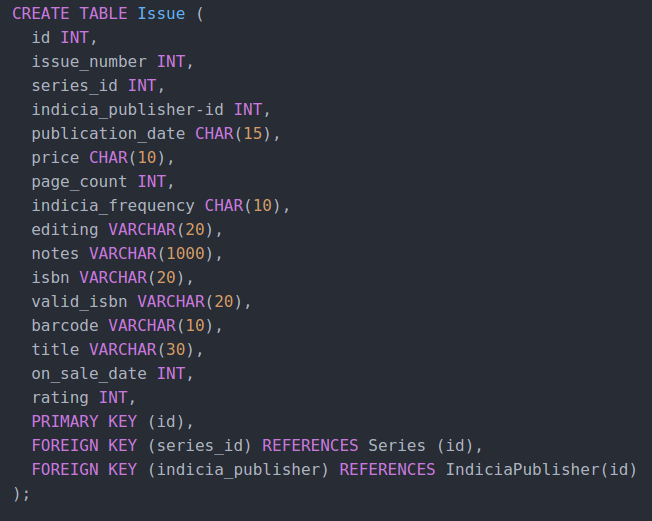 CREATE TABLE Issue (
  id INT,
  issue_number INT,
  series_id INT,
  indicia_publisher-id INT,
  publication_date CHAR(15),
  price CHAR(10),
  page_count INT,
  indicia_frequency CHAR(10),
  editing VARCHAR(20),
  notes VARCHAR(1000),
  isbn VARCHAR(20),
  valid_isbn VARCHAR(20),
  barcode VARCHAR(10),
  title VARCHAR(30),
  on_sale_date INT,
  rating INT,
  PRIMARY KEY (id),
  FOREIGN KEY (series_id) REFERENCES Series (id),
  FOREIGN KEY (indicia_publisher) REFERENCES IndiciaPublisher(id)
);